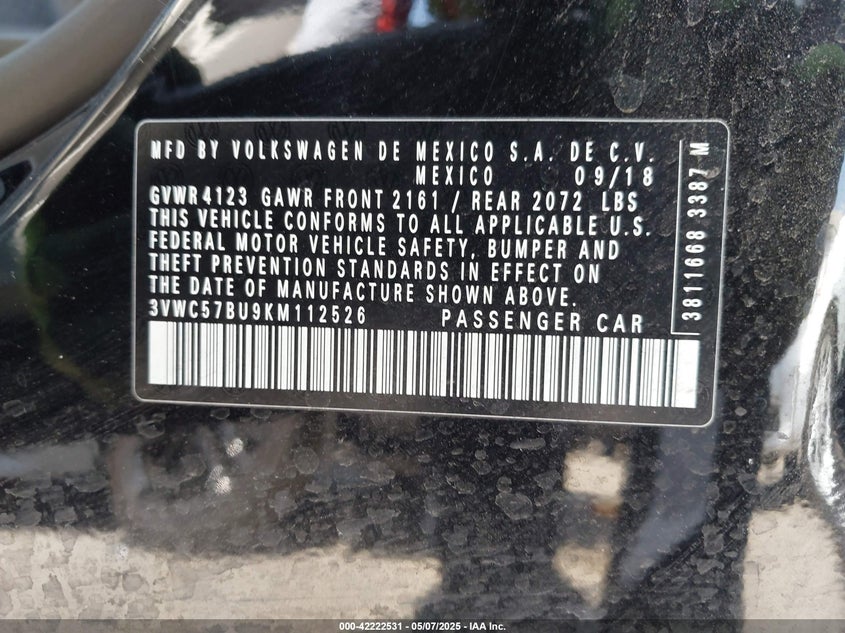 MFD BY VOLKSWAGEN DE MEXICO S.A. DE C.V.
MEXICO 09/18
GVWR 4123 GAWR FRONT 2161 / REAR 2072 LBS
THIS VEHICLE CONFORMS TO ALL APPLICABLE U.S.
FEDERAL MOTOR VEHICLE SAFETY, BUMPER AND
THEFT PREVENTION STANDARDS IN EFFECT ON
THE DATE OF MANUFACTURE SHOWN ABOVE.
3VWC57BU9KM112526 PASSENGER CAR
3811668 3387 M
000-42222531 - 05/07/2025 - IAA Inc.